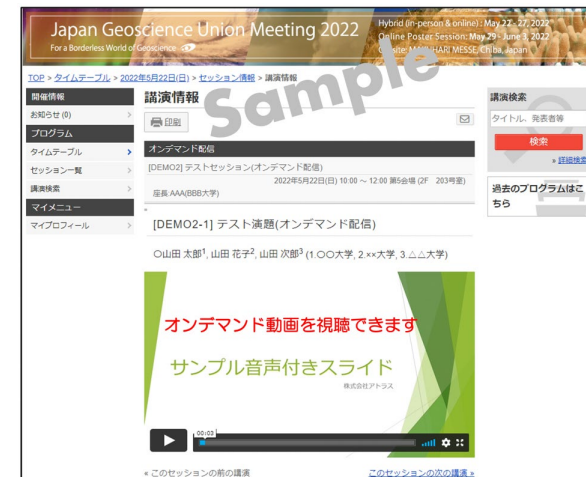 Japan Geoscience Union Meeting 2022
For a Borderless World of Geoscience
Hybrid (in-person & online) : May 22 - 27, 2022
Online Poster Session: May 29 - June 3, 2022
HARI MESSE, Chiba, Japan
Sample
TOP > タイムテーブル > 2022年5月22日(日) > セッション情報 > 講演情報
開催情報
お知らせ (0)
プログラム
タイムテーブル
セッション一覧
講演検索
マイメニュー
マイプロフィール
講演情報
印刷
オンデマンド配信
[DEMO2] テストセッション(オンデマンド配信)
2022年5月22日(日) 10:00 ~ 12:00 第5会場 (2F 203号室)
座長:AAA(BBB大学)
[DEMO2-1] テスト演題(オンデマンド配信)
○山田 太郎1, 山田 花子2, 山田 次郎3 (1.〇〇大学, 2.××大学, 3.△△大学)
オンデマンド動画を視聴できます
サンプル音声付きスライド
株式会社アトラス
00:03
« このセッションの前の講演
このセッションの次の講演 »
講演検索
タイトル、発表者等
検索
» 詳細検索
過去のプログラムはこ
ちら